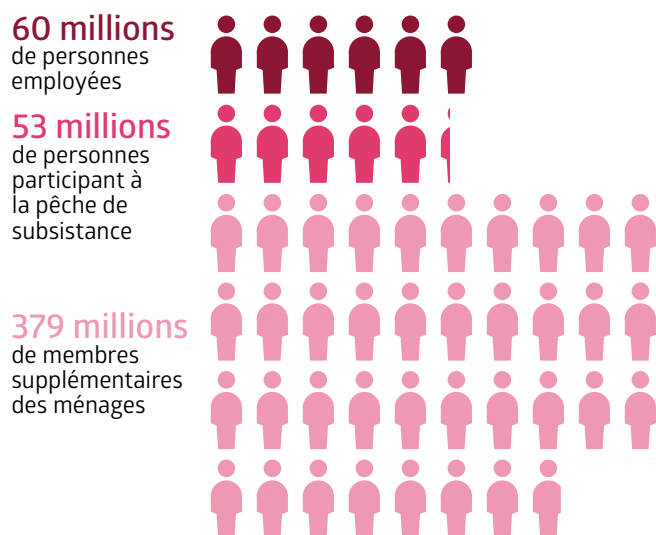 60 millions
de personnes
employées
53 millions
de personnes
participant à
la pêche de
subsistance
379 millions
de membres
supplémentaires
des ménages